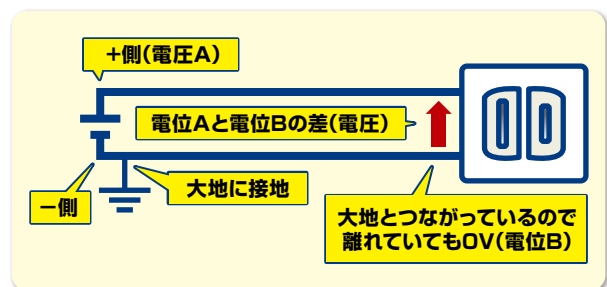 +側(電圧A)
電位Aと電位Bの差(電圧)
大地に接地
−側
大地とつながっているので
離れていても0V(電位B)